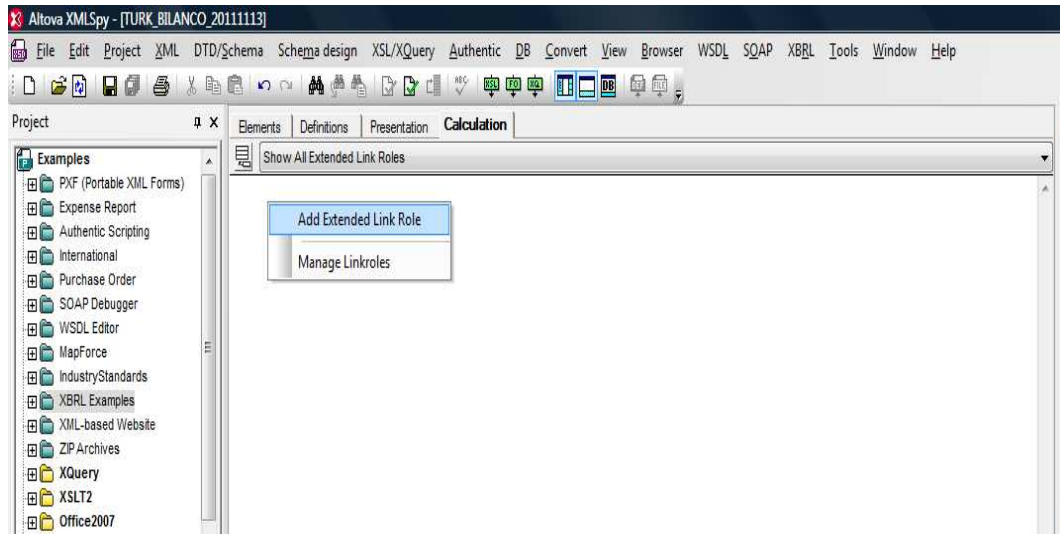 Altova XMLSpy - [TURK_BILANCO_20111113]
File Edit Project XML DTD/Schema Schema design XSL/XQuery Authentic DB Convert View Browser WSDL SOAP XBRL Tools Window Help
Project
Elements Definitions Presentation Calculation
Show All Extended Link Roles
Examples
PXF (Portable XML Forms)
Expense Report
Authentic Scripting
International
Purchase Order
SOAP Debugger
WSDL Editor
MapForce
IndustryStandards
XBRL Examples
XML-based Website
ZIP Archives
XQuery
XSLT2
Office2007
Add Extended Link Role
Manage Linkroles